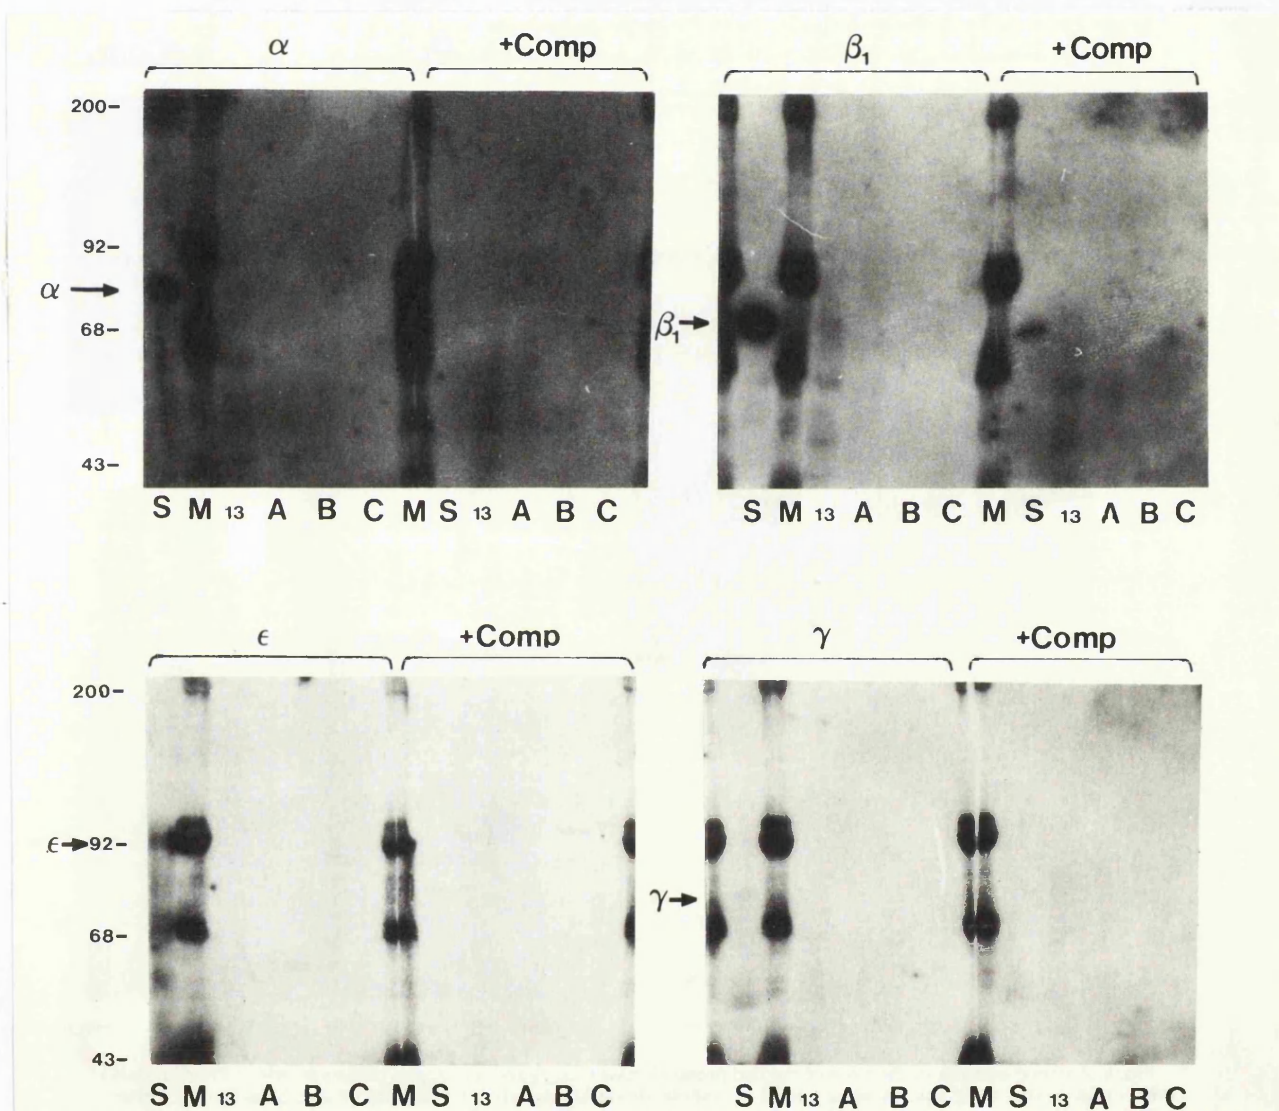 α +Comp β₁ +Comp
200-
92-
α →
68-
β₁→
43-
S M 13 A B C M S 13 A B C
S M 13 A B C M S 13 Λ B C
ϵ +Comp γ +Comp
200-
ϵ→92-
γ→
68-
43-
S M 13 A B C M S 13 A B C
S M 13 A B C M S 13 A B C